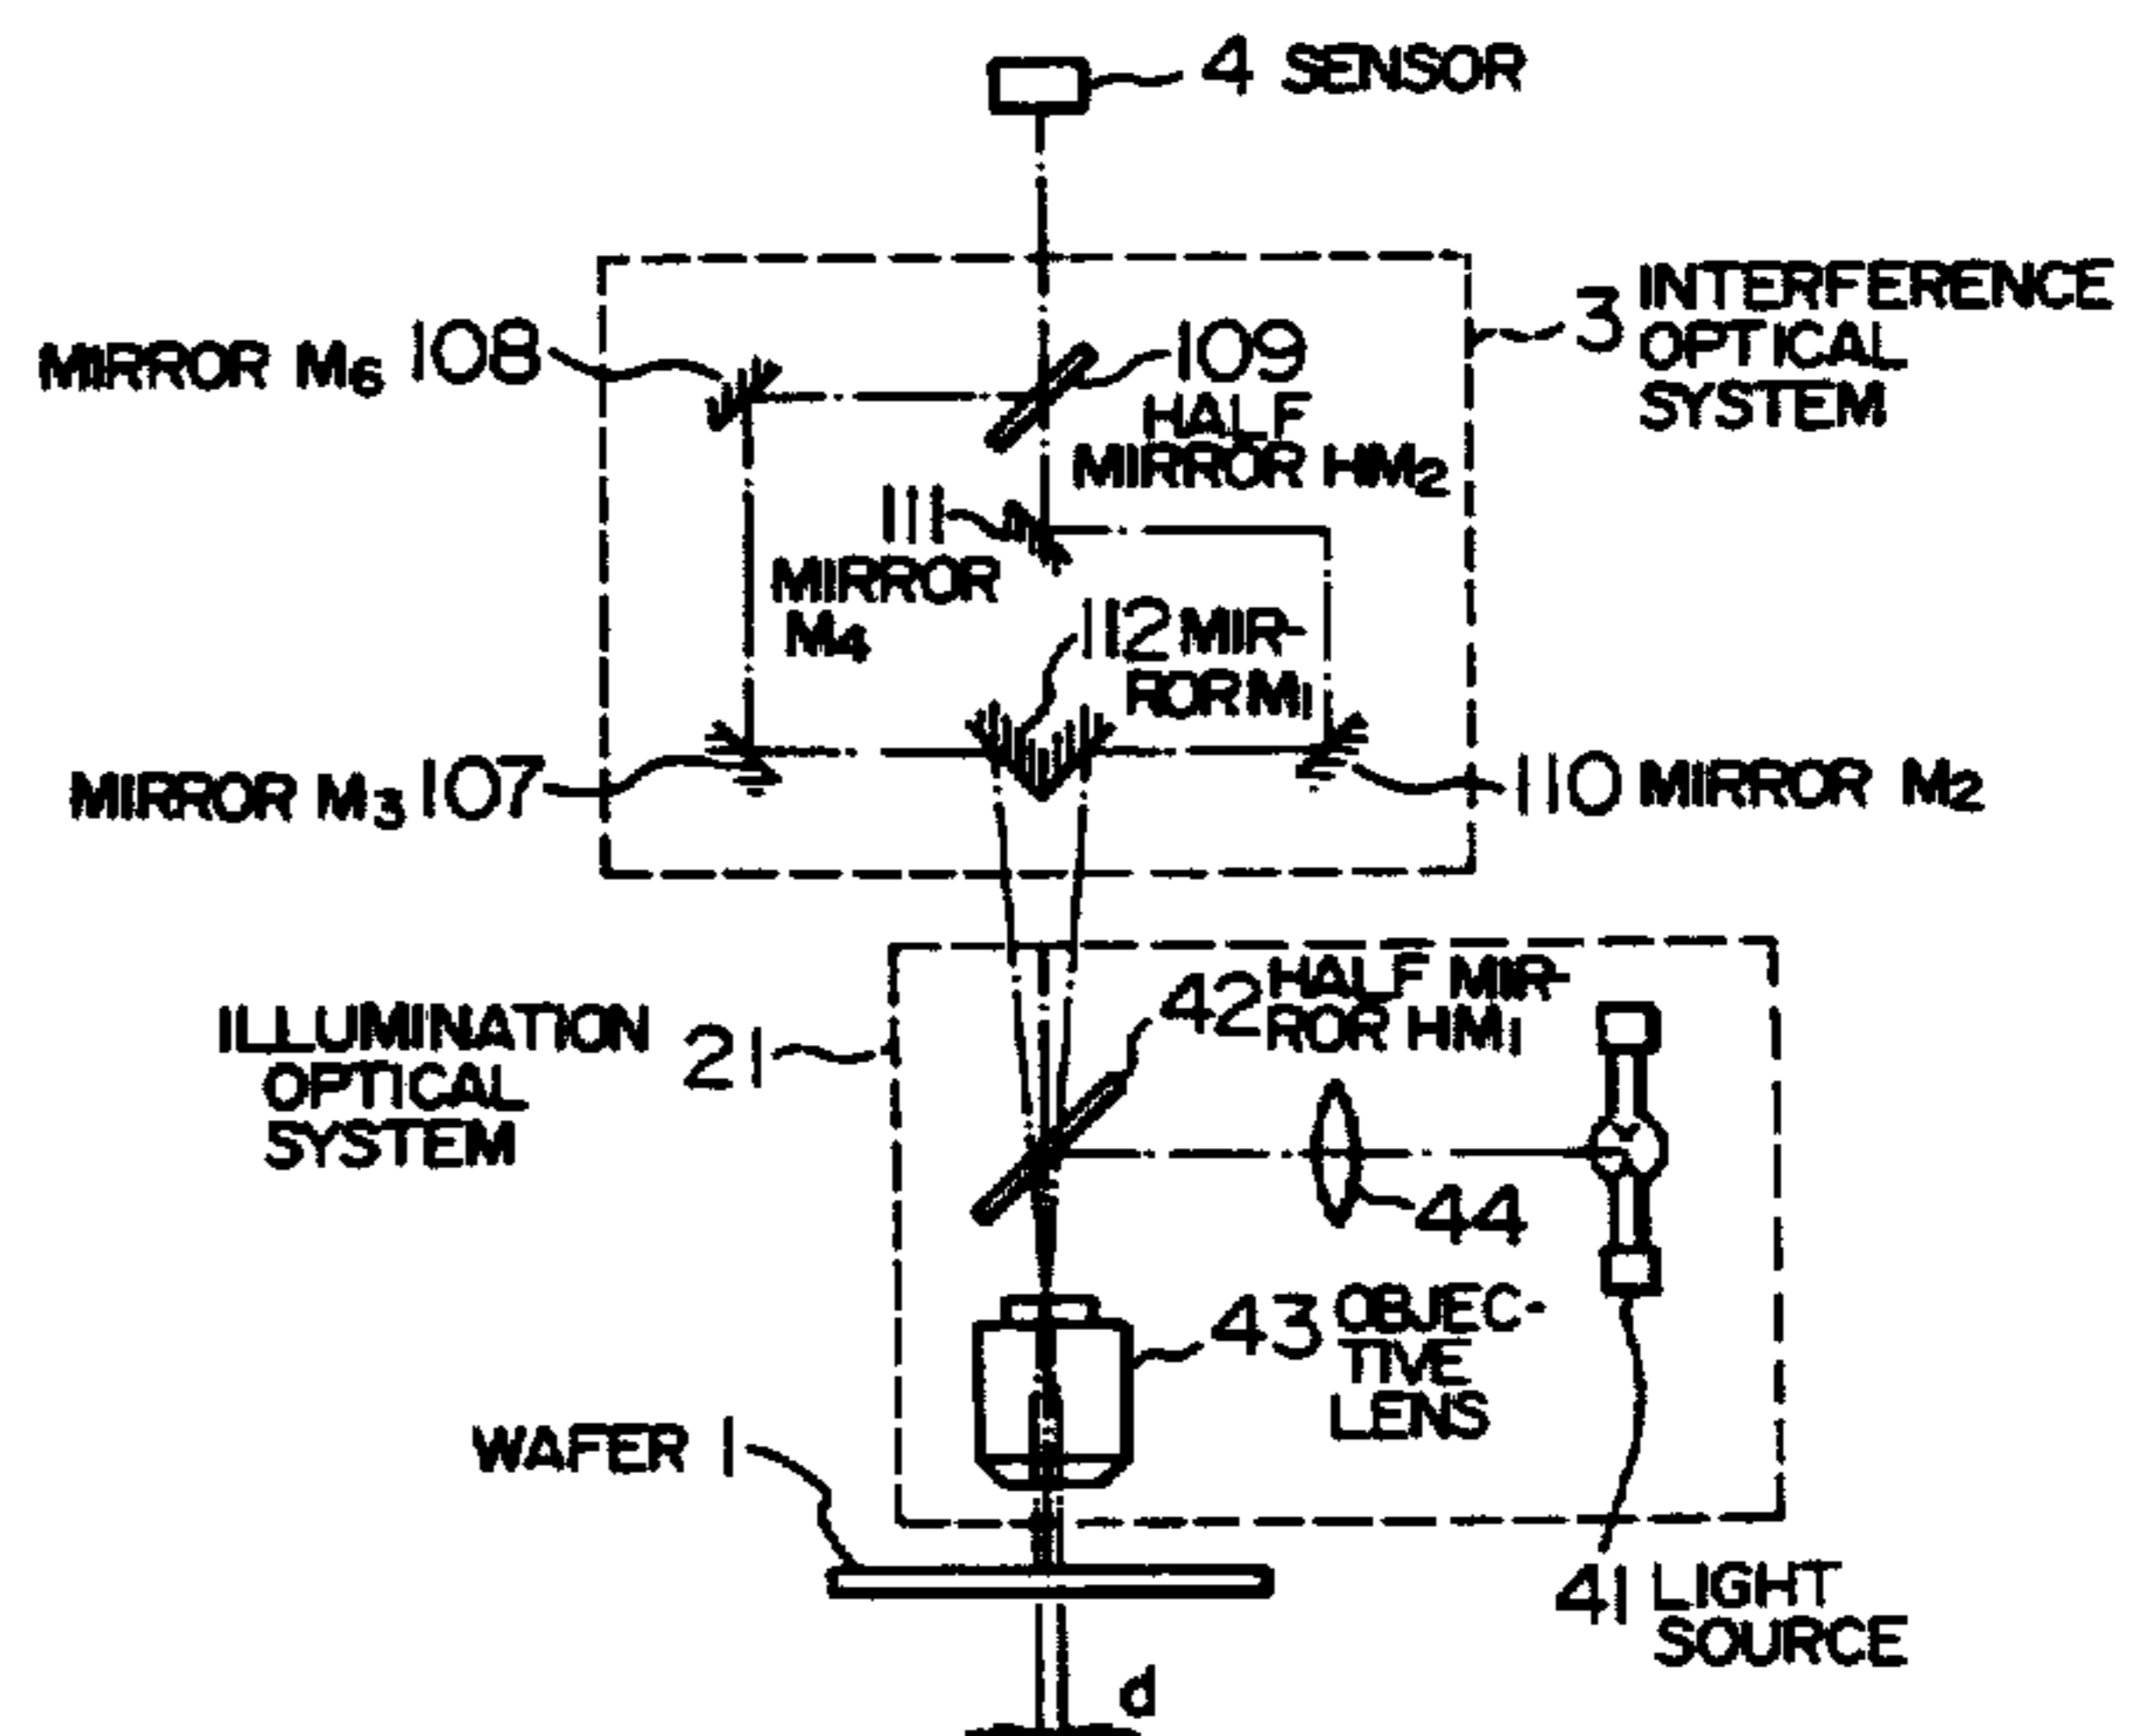 4 SENSOR
3 INTERFERENCE
OPTICAL
SYSTEM
MIRROR M6 108
109
HALF
MIRROR HM2
111
MIRROR
M4
112 MIR-
ROR M1
MIRROR M3 107
110 MIRROR M2
ILLUMINATION 21
OPTICAL
SYSTEM
42 HALF MIR-
ROR HM1
44
43 OBJEC-
TIVE
LENS
WAFER 1
41 LIGHT
SOURCE
d